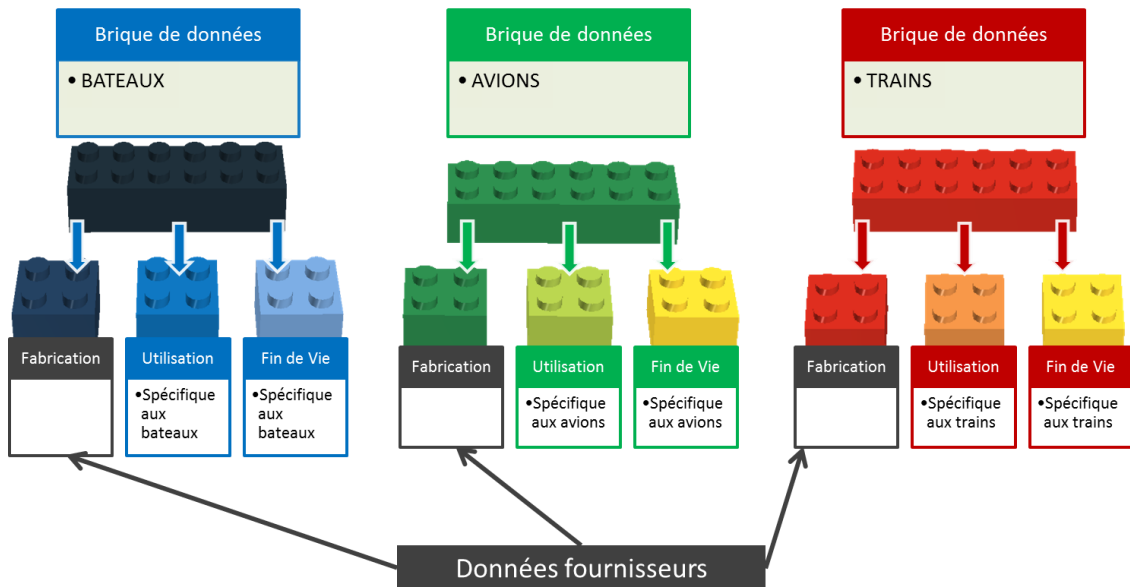 Brique de données
• BATEAUX
Brique de données
• AVIONS
Brique de données
• TRAINS
Fabrication
Utilisation
•Spécifique
aux
bateaux
Fin de Vie
•Spécifique
aux
bateaux
Fabrication
Utilisation
•Spécifique
aux avions
Fin de Vie
•Spécifique
aux avions
Fabrication
Utilisation
•Spécifique
aux trains
Fin de Vie
•Spécifique
aux trains
Données fournisseurs